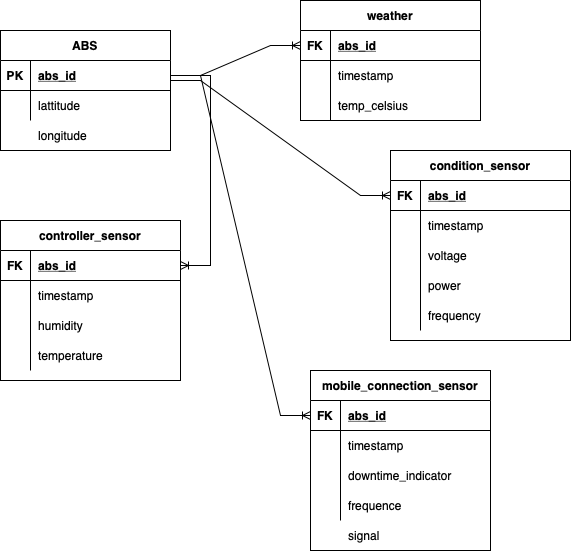 weather
FK abs_id
timestamp
temp_celsius
ABS
PK abs_id
lattitude
longitude
condition_sensor
FK abs_id
timestamp
voltage
power
frequency
controller_sensor
FK abs_id
timestamp
humidity
temperature
mobile_connection_sensor
FK abs_id
timestamp
downtime_indicator
frequence
signal